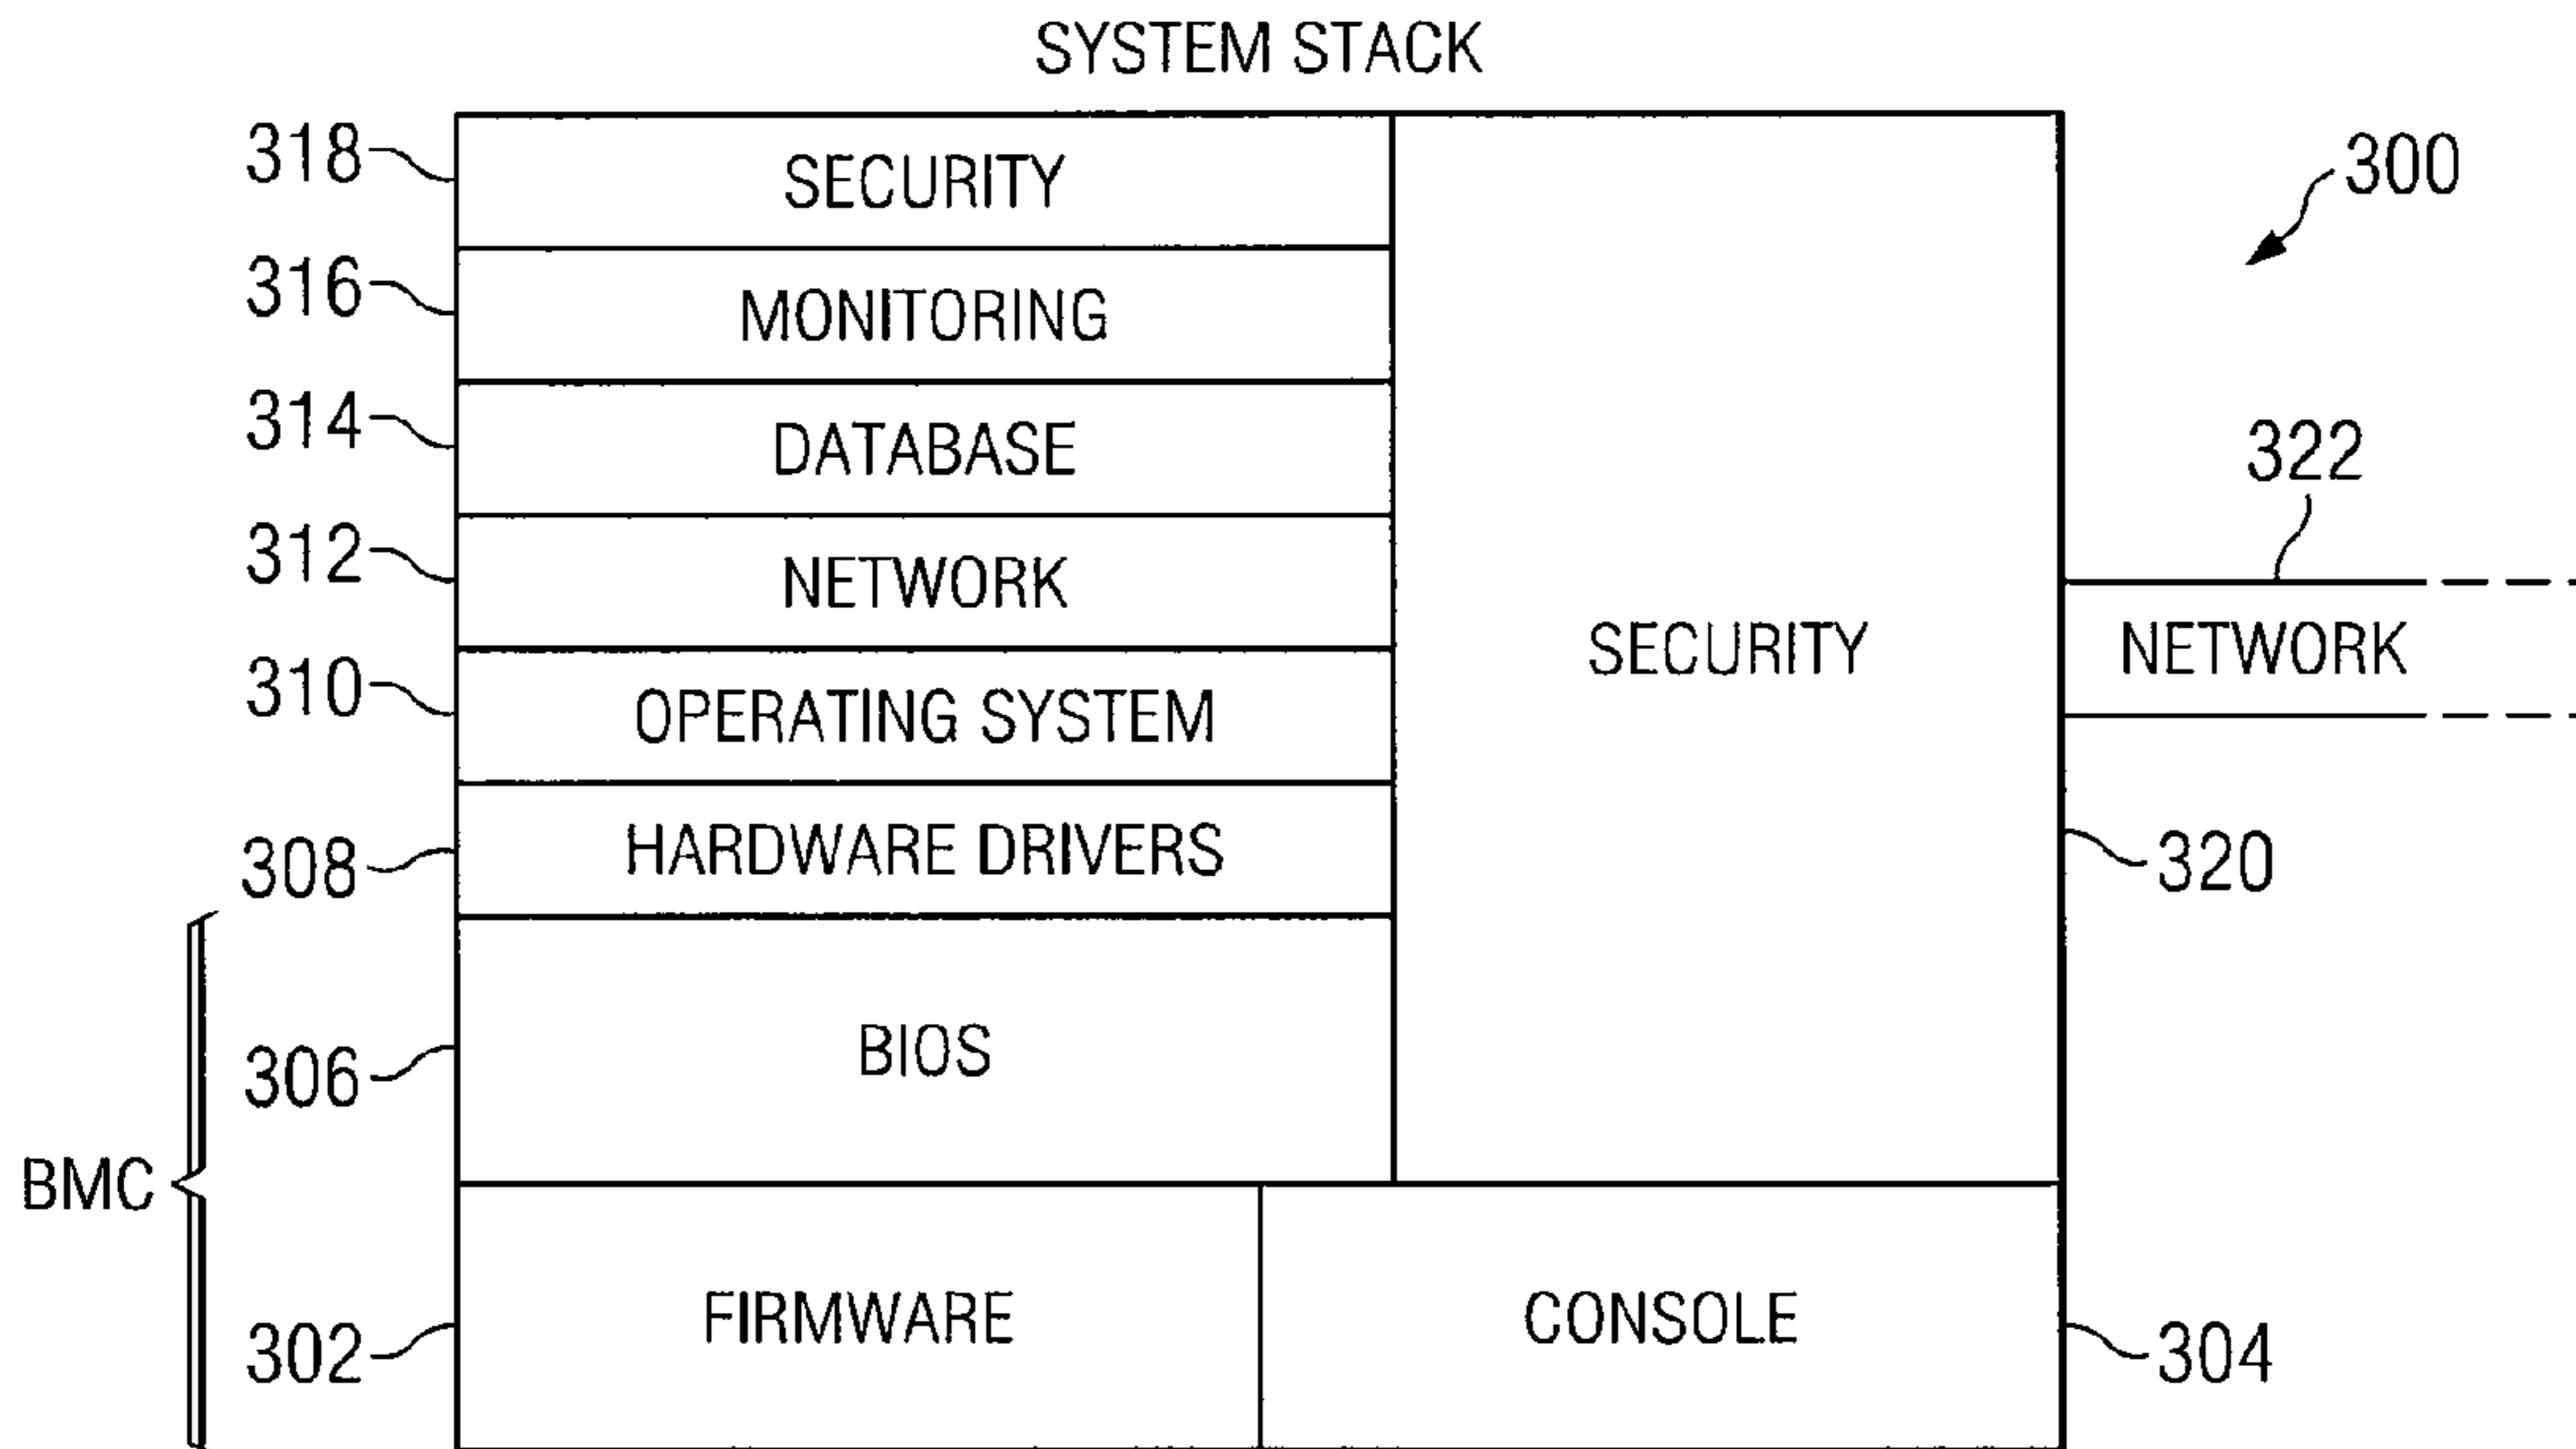 SYSTEM STACK
318
SECURITY
300
316
MONITORING
314
DATABASE
322
312
NETWORK
SECURITY
NETWORK
310
OPERATING SYSTEM
308
HARDWARE DRIVERS
320
306
BIOS
BMC
302
FIRMWARE
CONSOLE
304